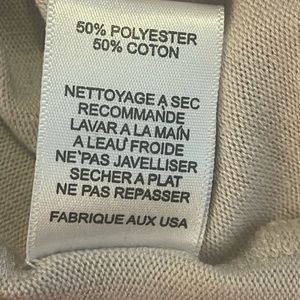 50% POLYESTER
50% COTON
NETTOYAGE A SEC
RECOMMANDE
LAVAR A LA MAIN
A L'EAU FROIDE
NE PAS JAVELLISER
SECHER A PLAT
NE PAS REPASSER
FABRIQUE AUX USA